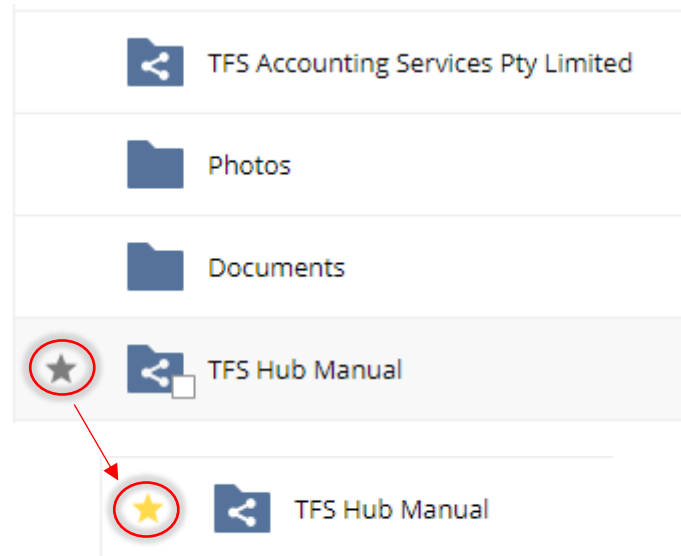 TFS Accounting Services Pty Limited
Photos
Documents
TFS Hub Manual
TFS Hub Manual